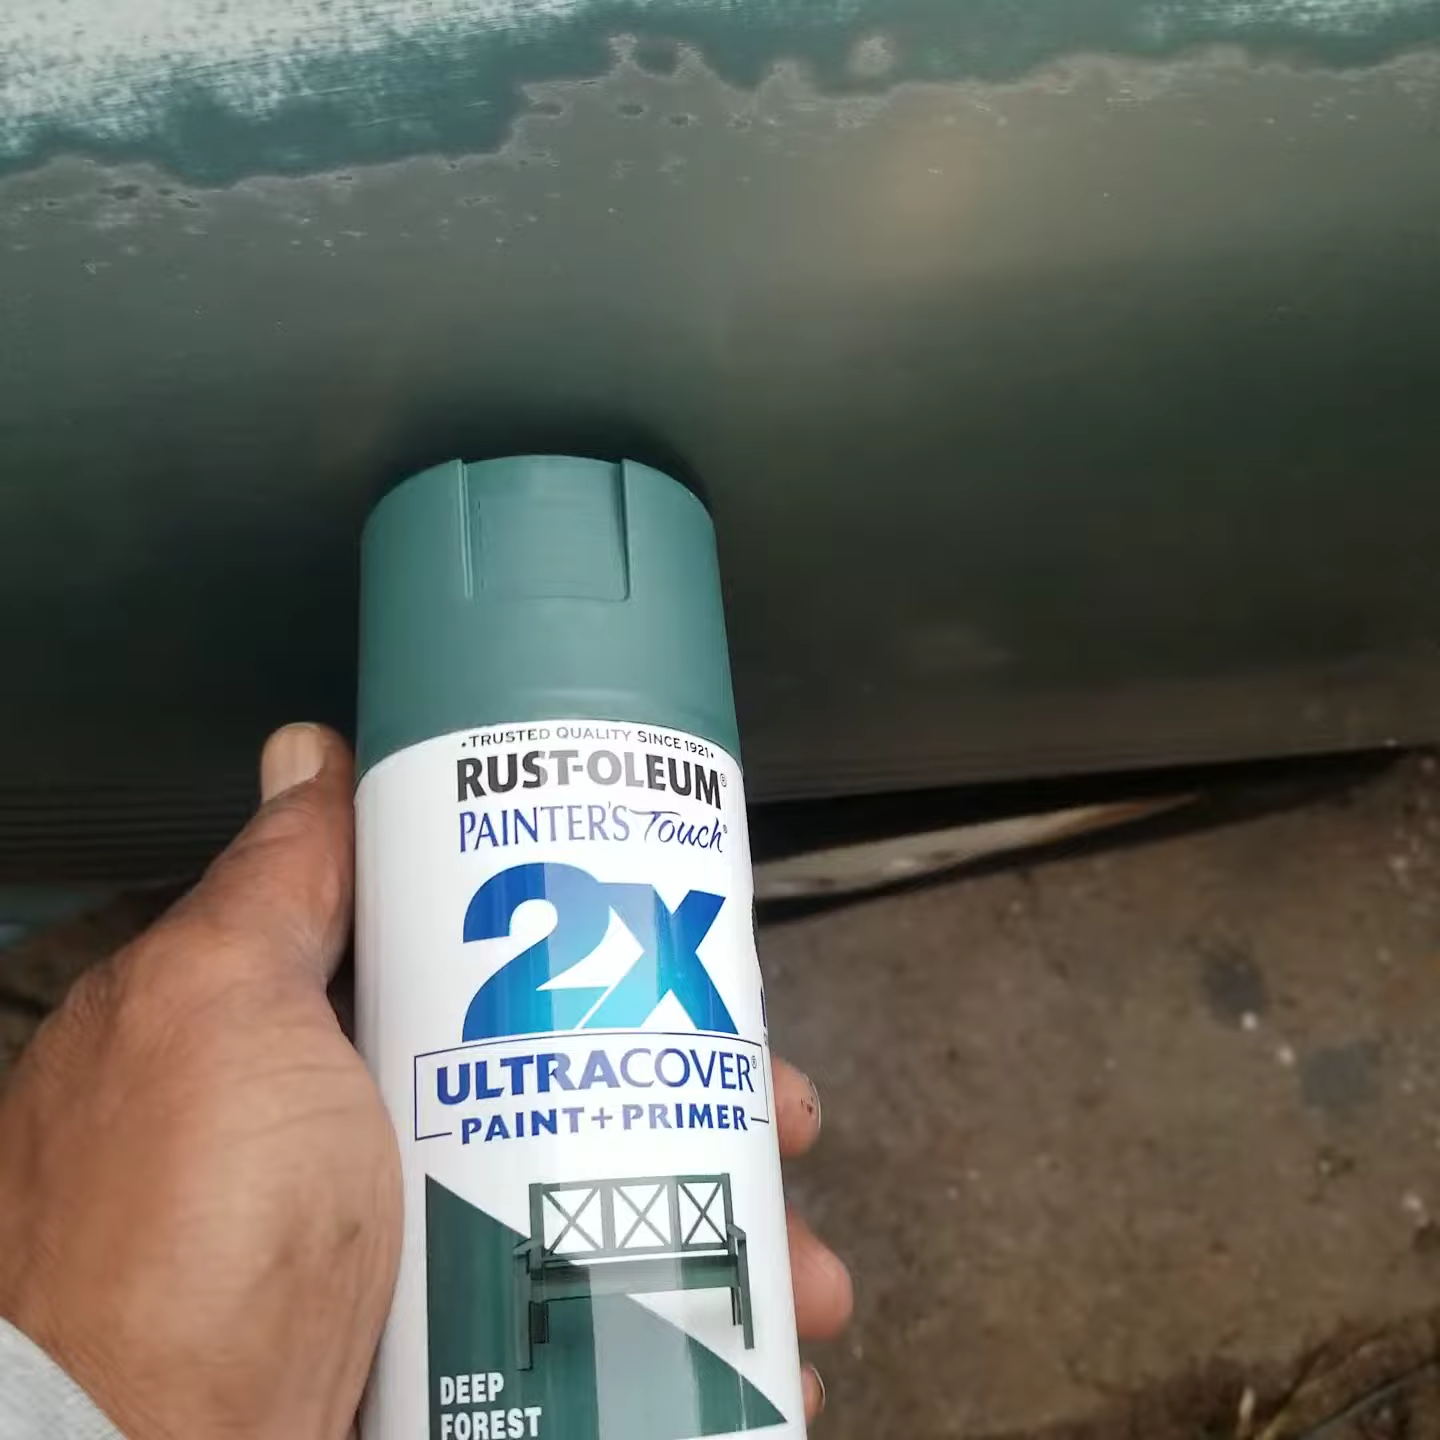 •TRUSTED QUALITY SINCE 1921•
RUST-OLEUM®
PAINTER'S Touch®
2X
ULTRACOVER®
PAINT+PRIMER
DEEP
FOREST